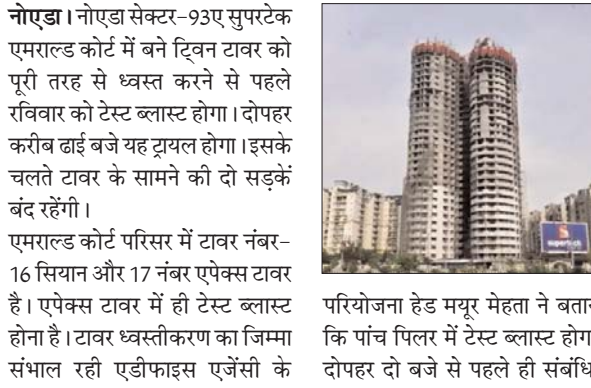 नोएडा। नोएडा सेक्टर-93ए सुपरटेक
एमराल्ड कोर्ट में बने ट्विन टावर को
पूरी तरह से ध्वस्त करने से पहले
रविवार को टेस्ट ब्लास्ट होगा। दोपहर
करीब ढाई बजे यह ट्रायल होगा। इसके
चलते टावर के सामने की दो सड़कें
बंद रहेंगी।
एमराल्ड कोर्ट परिसर में टावर नंबर-
16 सियान और 17 नंबर एपेक्स टावर
है। एपेक्स टावर में ही टेस्ट ब्लास्ट
होना है। टावर ध्वस्तीकरण का जिम्मा
संभाल रही एडीफाइस एजेंसी के
supertech
परियोजना हेड मयूर मेहता ने
कि पांच पिलर में टेस्ट ब्लास्ट
दोपहर दो बजे से पहले ही